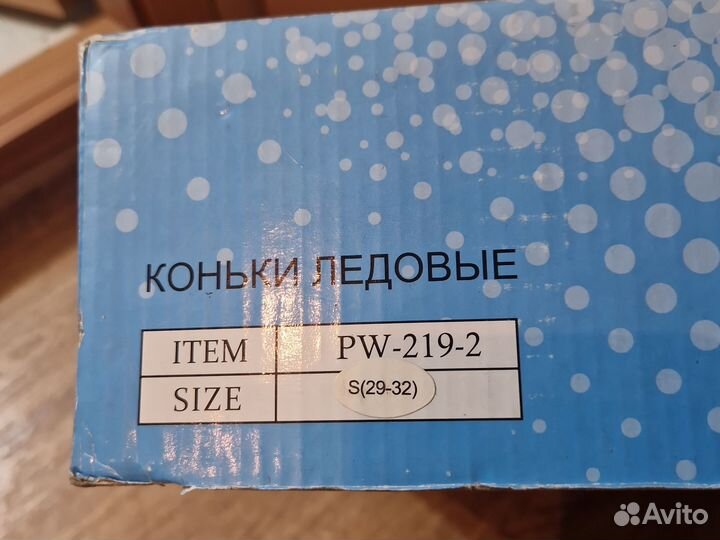 КОНЬКИ ЛЕДОВЫЕ
ITEM PW-219-2
SIZE S(29-32)
Avito